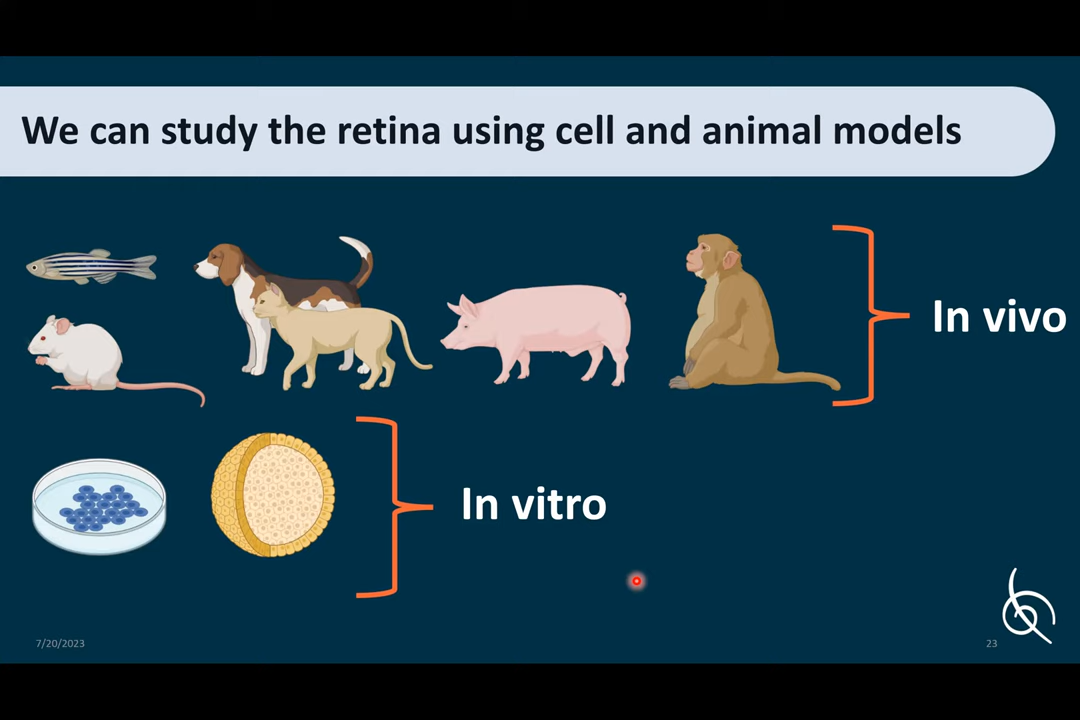 We can study the retina using cell and animal models
In vivo
In vitro
7/20/2023
23